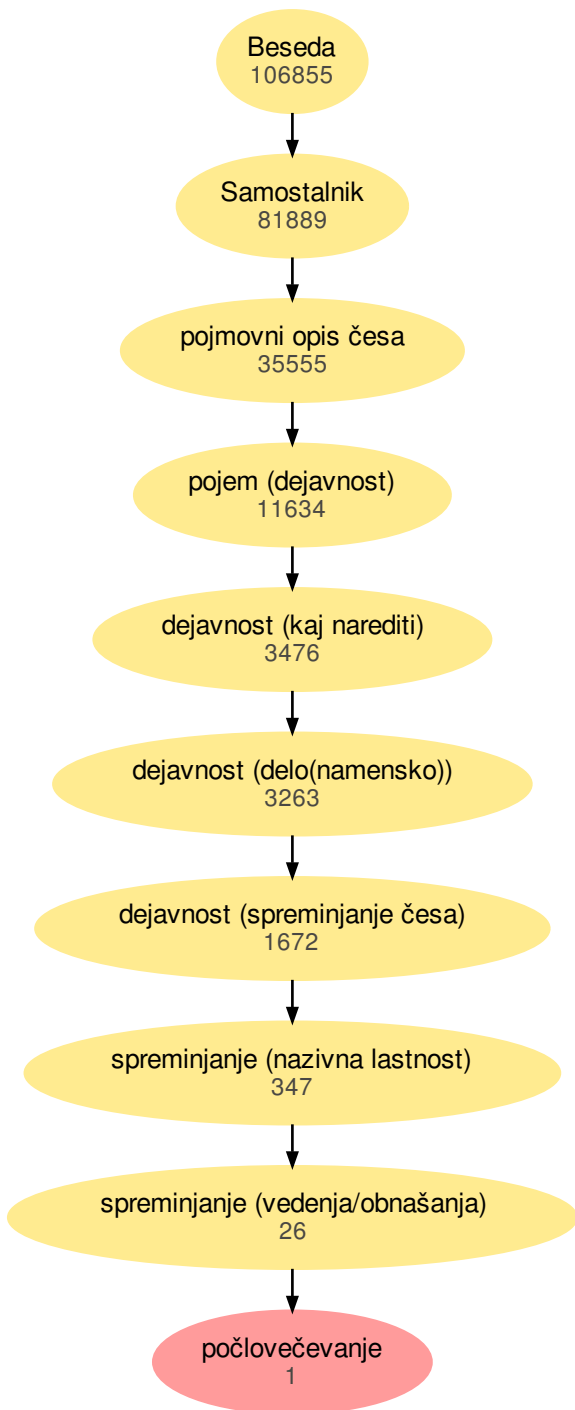 Beseda
106855
Samostalnik
81889
pojmovni opis česa
35555
pojem (dejavnost)
11634
dejavnost (kaj narediti)
3476
dejavnost (delo(namensko))
3263
dejavnost (spreminjanje česa)
1672
spreminjanje (nazivna lastnost)
347
spreminjanje (vedenja/obnašanja)
26
počlovečevanje
1